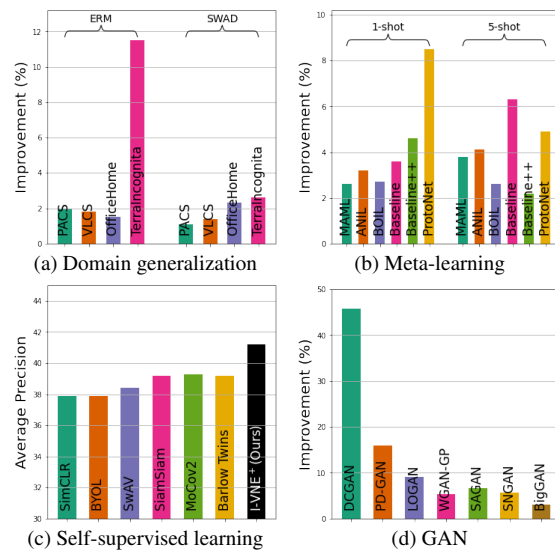 ERM SWAD
Improvement (%)
12
10
8
6
4
2
0
PACS
VLCS
OfficeHome
TerraIncognita
PACS
VLCS
OfficeHome
TerraIncognita
(a) Domain generalization
1-shot 5-shot
Improvement (%)
10
8
6
4
2
0
MAML
ANIL
BOIL
Baseline
Baseline++
ProtoNet
MAML
ANIL
BOIL
Baseline
Baseline++
ProtoNet
(b) Meta-learning
Average Precision
44
42
40
38
36
34
32
30
SimCLR
BYOL
SwAV
SiamSiam
MoCov2
Barlow Twins
I-VNE⁺ (Ours)
(c) Self-supervised learning
Improvement (%)
50
40
30
20
10
0
DCGAN
PD-GAN
LOGAN
WGAN-GP
SAGAN
SNGAN
BigGAN
(d) GAN